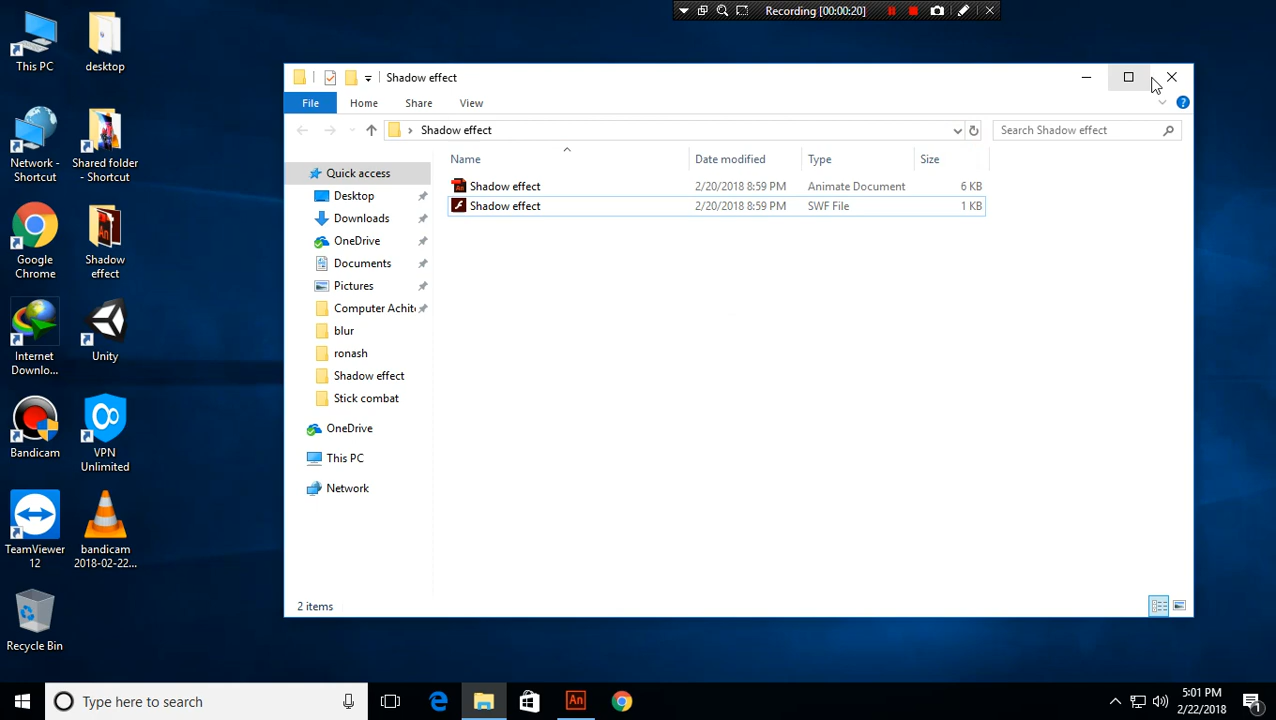 Recording [00:00:20]
This PC
desktop
Network -
Shortcut
Shared folder
- Shortcut
Google
Chrome
Shadow
effect
Internet
Downlo...
Unity
Bandicam
VPN
Unlimited
TeamViewer
12
bandicam
2018-02-22...
Recycle Bin
Shadow effect
File Home Share View
Shadow effect
Search Shadow effect
Name Date modified Type Size
Shadow effect 2/20/2018 8:59 PM Animate Document 6 KB
Shadow effect 2/20/2018 8:59 PM SWF File 1 KB
Quick access
Desktop
Downloads
OneDrive
Documents
Pictures
Computer Achite
blur
ronash
Shadow effect
Stick combat
OneDrive
This PC
Network
2 items
Type here to search
An
5:01 PM
2/22/2018